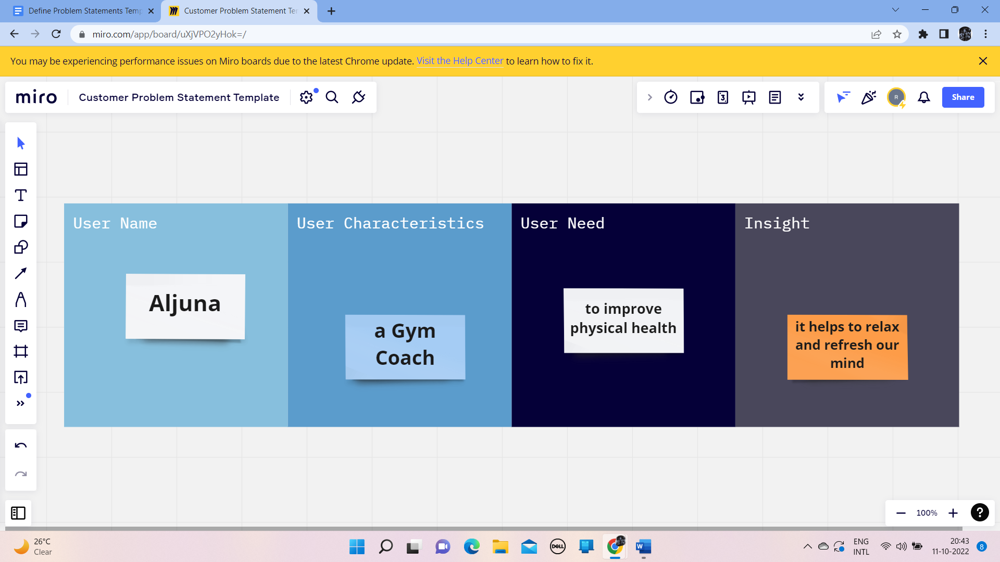 Define Problem Statements Temp
Customer Problem Statement Ter
miro.com/app/board/uXjVPO2yHok=/
You may be experiencing performance issues on Miro boards due to the latest Chrome update. Visit the Help Center to learn how to fix it.
miro
Customer Problem Statement Template
3
R
Share
User Name
User Characteristics
User Need
Insight
Aljuna
a Gym
Coach
to improve
physical health
it helps to relax
and refresh our
mind
100%
?
26°C
Clear
DELL
W
ENG
INTL
20:43
11-10-2022
8